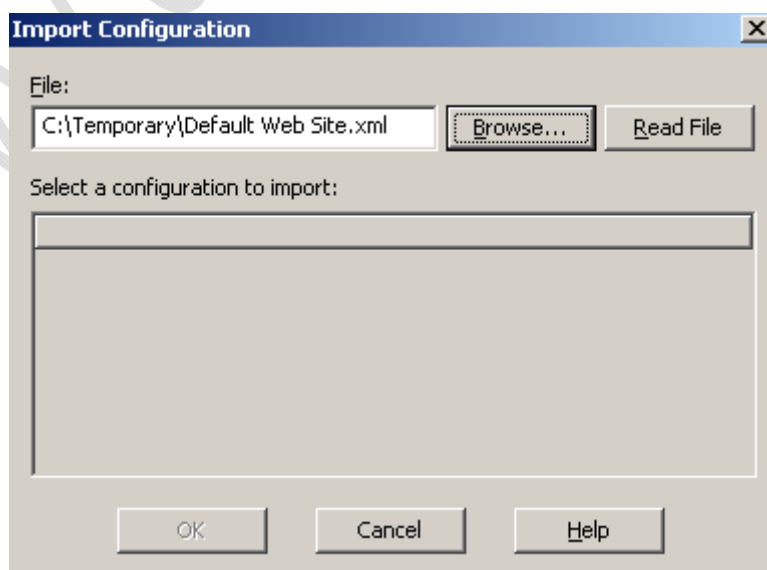 Import Configuration
File:
C:\Temporary\Default Web Site.xml Browse... Read File
Select a configuration to import:
OK Cancel Help